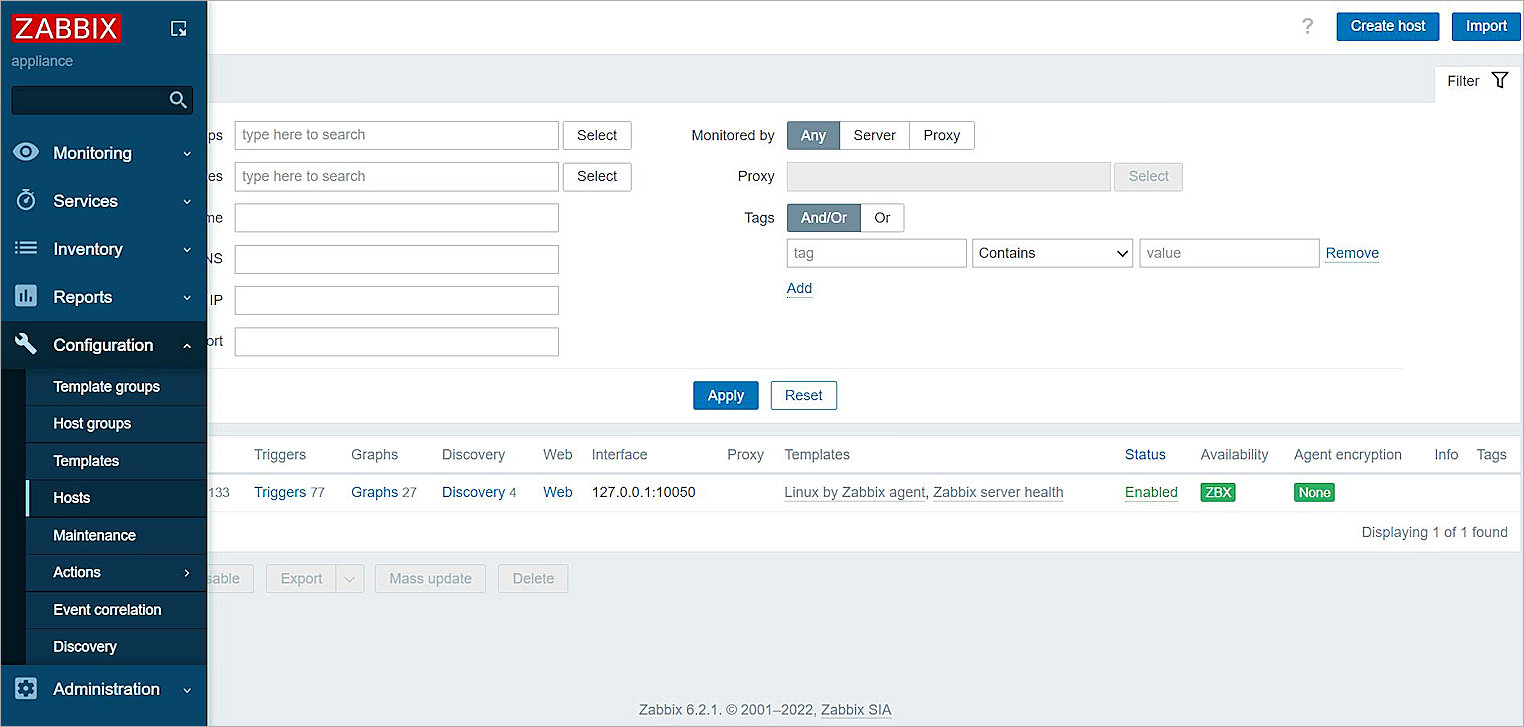 ZABBIX
appliance
Monitoring
Services
Inventory
Reports
Configuration
Template groups
Host groups
Templates
Hosts
Maintenance
Actions
Event correlation
Discovery
Administration
? Create host Import
Filter
ps type here to search Select Monitored by Any Server Proxy
es type here to search Select Proxy Select
me Tags And/Or Or
NS tag Contains value Remove
IP Add
ort
Apply Reset
Triggers Graphs Discovery Web Interface Proxy Templates Status Availability Agent encryption Info Tags
133 Triggers 77 Graphs 27 Discovery 4 Web 127.0.0.1:10050 Linux by Zabbix agent, Zabbix server health Enabled ZBX None
Displaying 1 of 1 found
sable Export Mass update Delete
Zabbix 6.2.1. © 2001–2022, Zabbix SIA